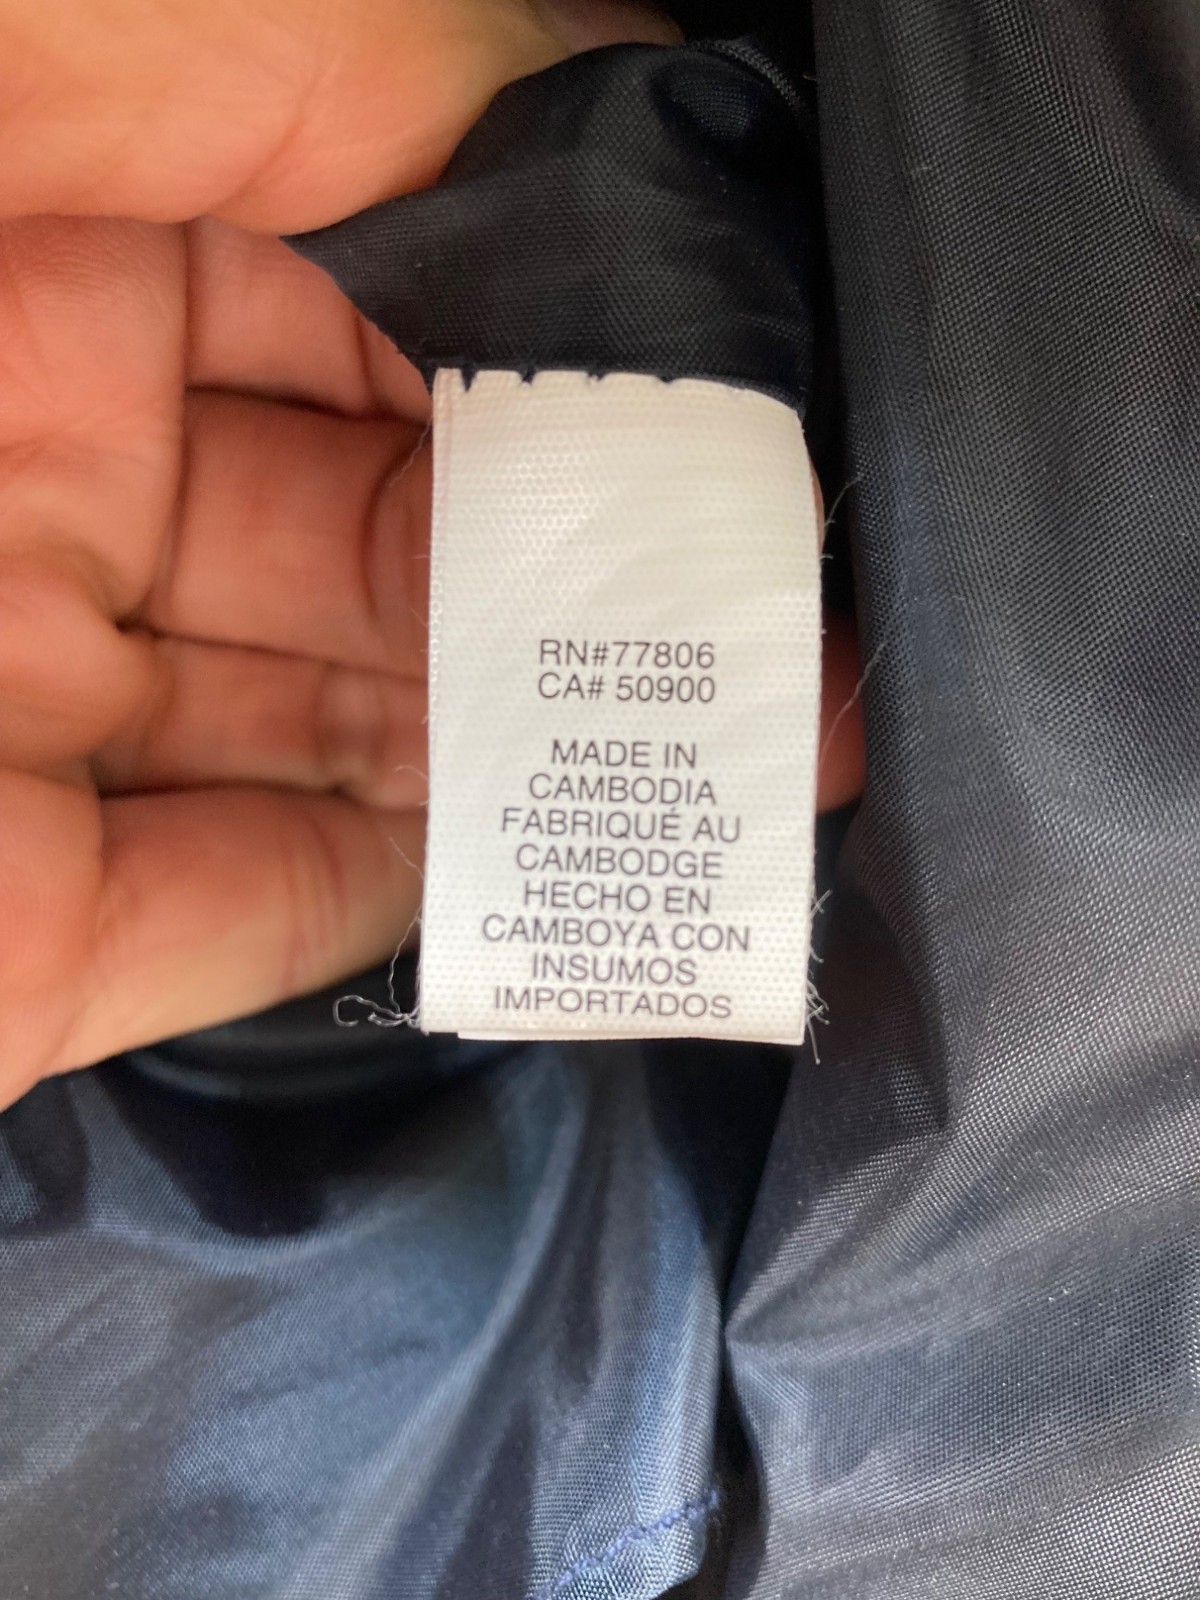 RN#77806
CA# 50900
MADE IN
CAMBODIA
FABRIQUÉ AU
CAMBODGE
HECHO EN
CAMBOYA CON
INSUMOS
IMPORTADOS